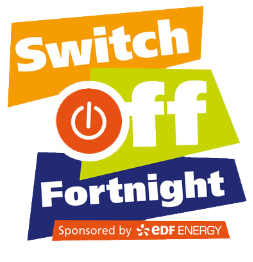 Switch
Off
Fortnight
Sponsored by eDF ENERGY